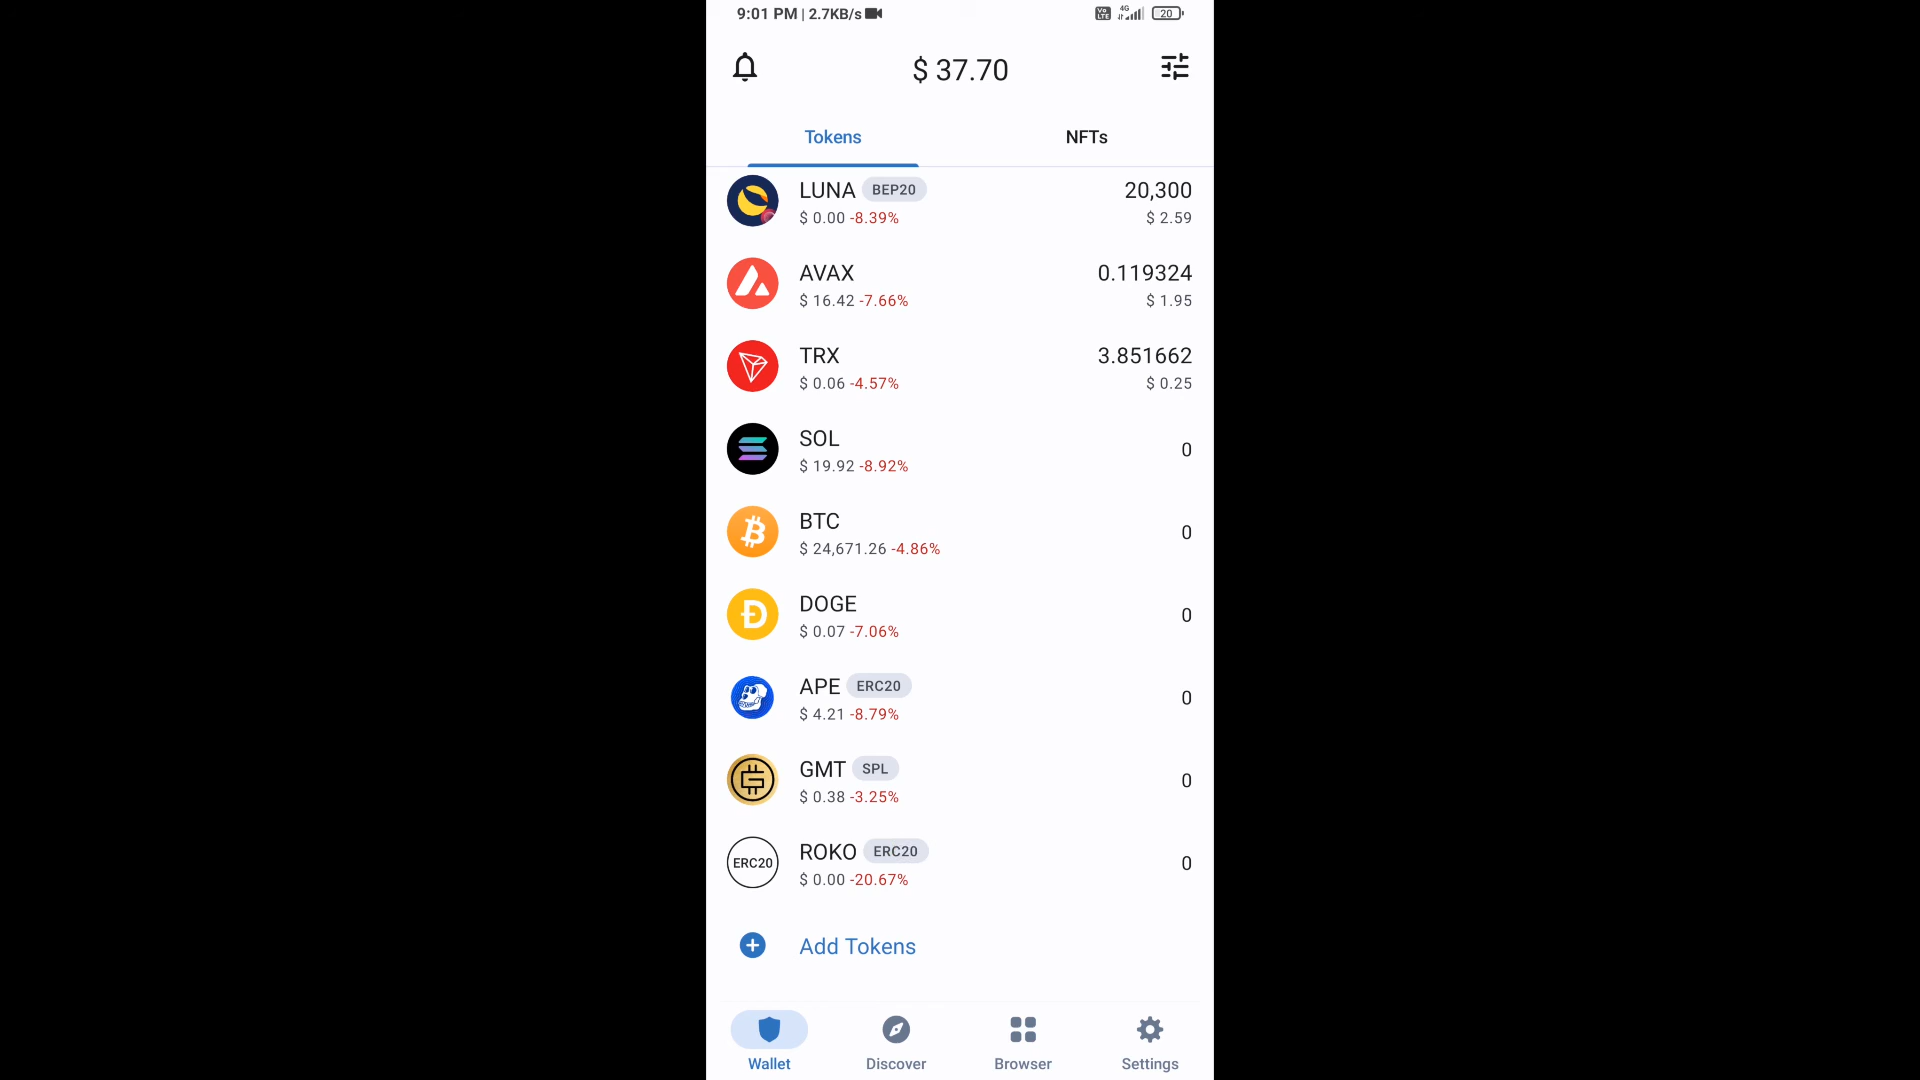 9:01 PM | 2.7KB/s
Vo LTE 4G 20
$ 37.70
Tokens NFTs
LUNA BEP20 20,300
$ 0.00 -8.39% $ 2.59
AVAX 0.119324
$ 16.42 -7.66% $ 1.95
TRX 3.851662
$ 0.06 -4.57% $ 0.25
SOL
$ 19.92 -8.92% 0
BTC
$ 24,671.26 -4.86% 0
DOGE
$ 0.07 -7.06% 0
APE ERC20
$ 4.21 -8.79% 0
GMT SPL
$ 0.38 -3.25% 0
ERC20 ROKO ERC20
$ 0.00 -20.67% 0
Add Tokens
Wallet Discover Browser Settings